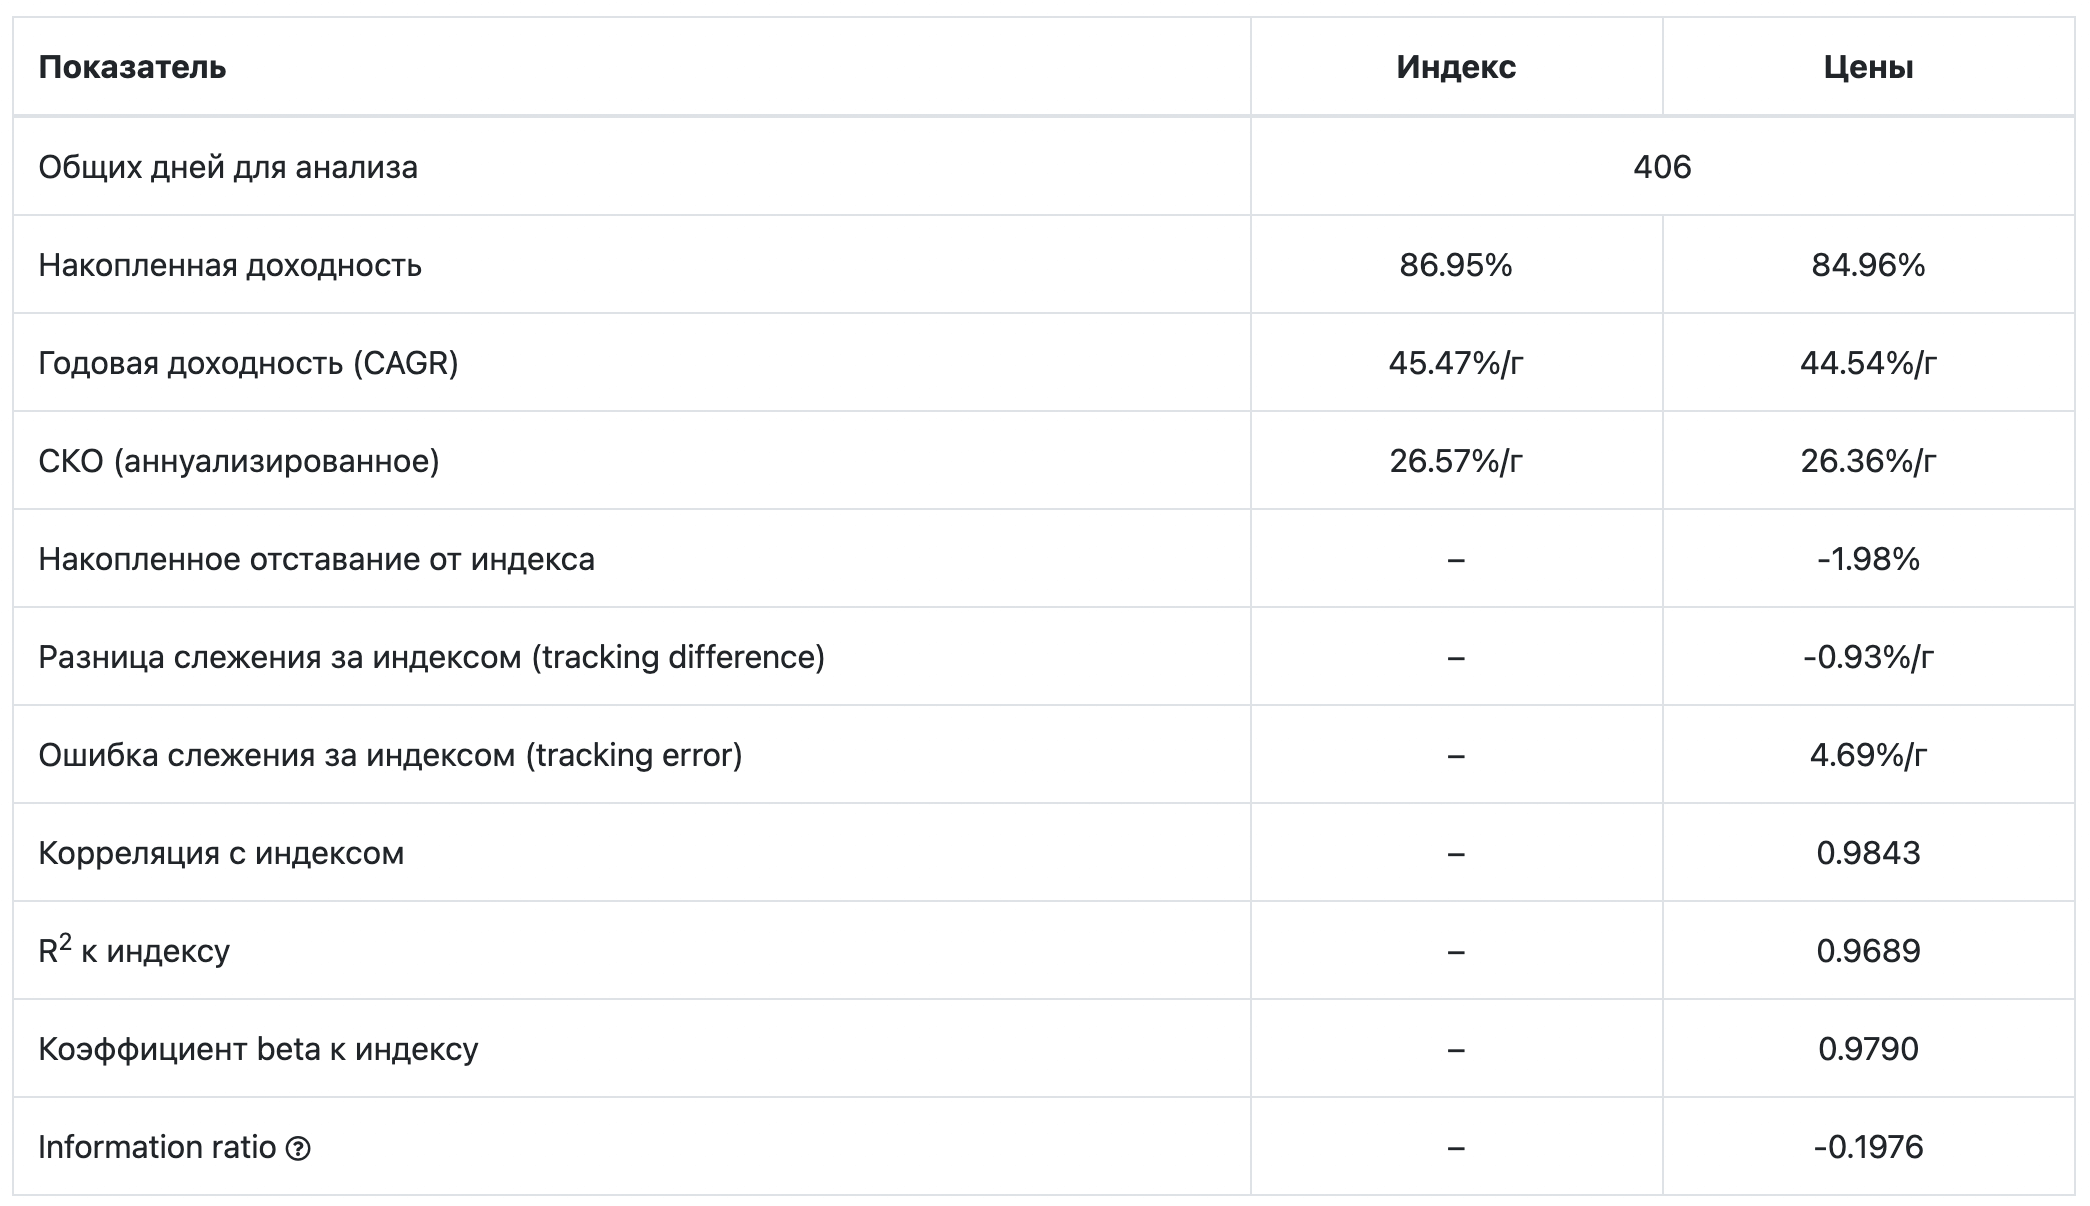 Показатель Индекс Цены
Общих дней для анализа 406
Накопленная доходность 86.95% 84.96%
Годовая доходность (CAGR) 45.47%/г 44.54%/г
СКО (аннуализированное) 26.57%/г 26.36%/г
Накопленное отставание от индекса – -1.98%
Разница слежения за индексом (tracking difference) – -0.93%/г
Ошибка слежения за индексом (tracking error) – 4.69%/г
Корреляция с индексом – 0.9843
R² к индексу – 0.9689
Коэффициент beta к индексу – 0.9790
Information ratio ? – -0.1976